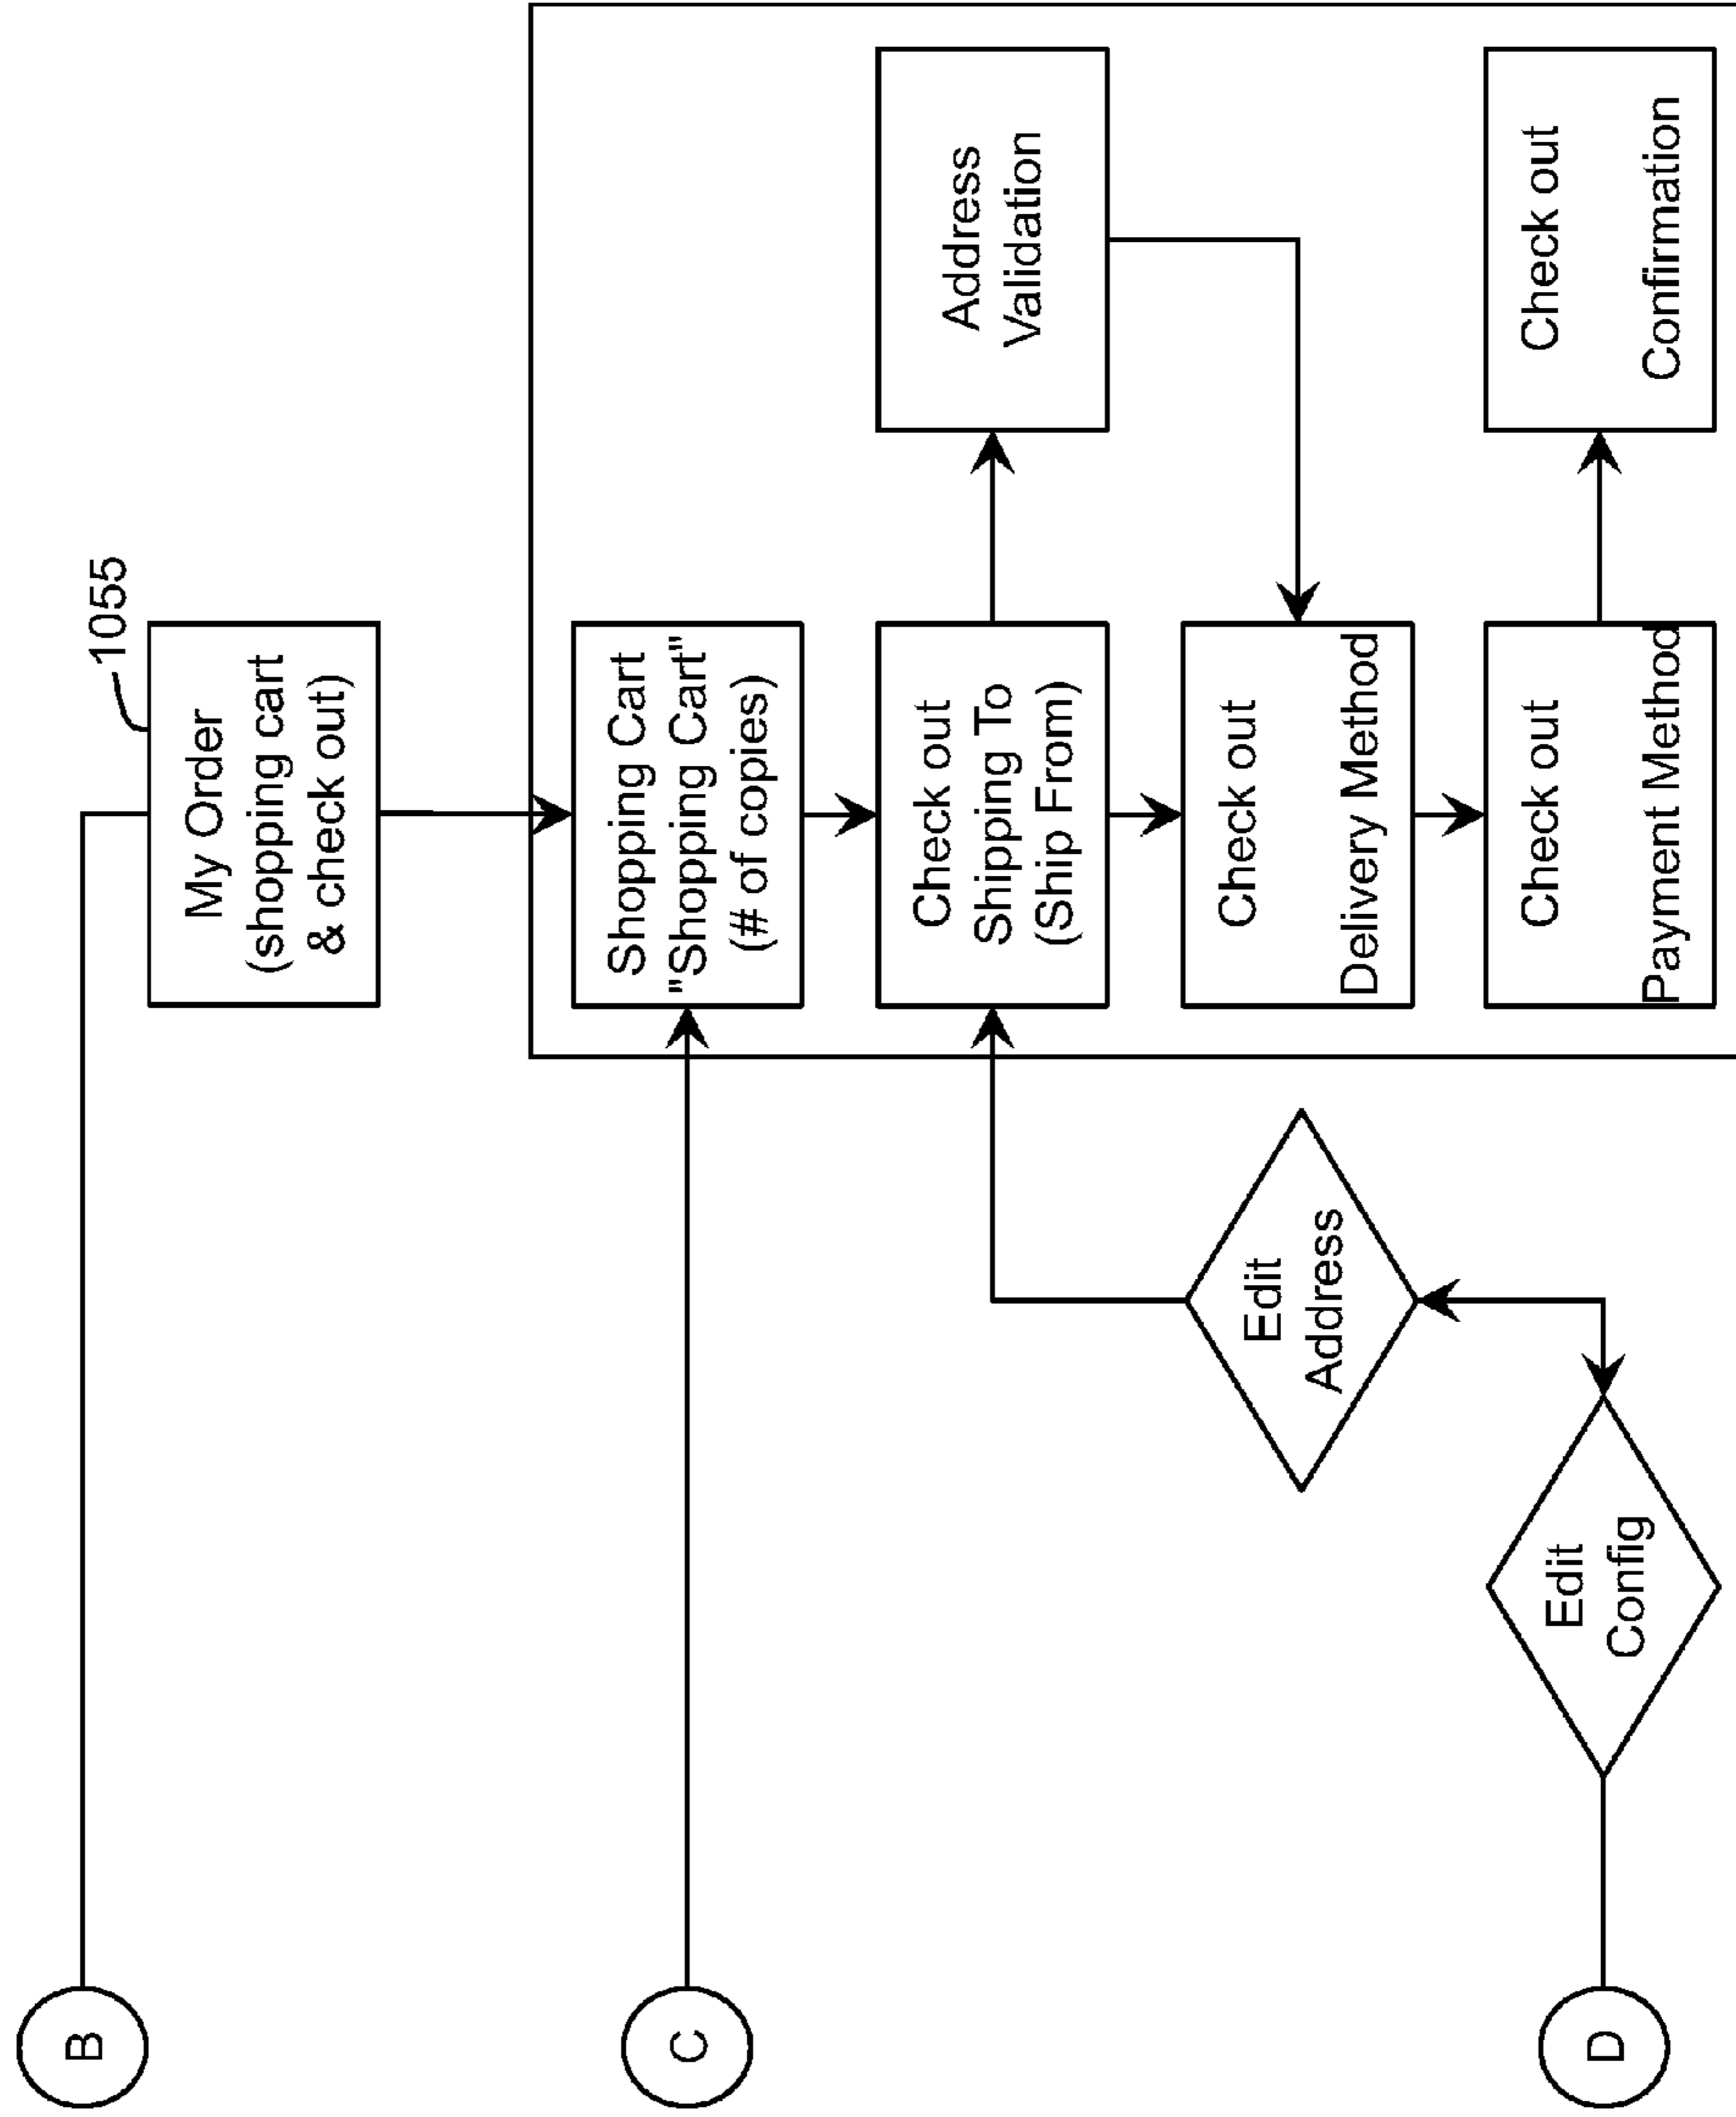 B
1055
My Order
(shopping cart
& check out)
C
Shopping Cart
"Shopping Cart"
(# of copies)
Check out
Shipping To
(Ship From)
Address
Validation
Edit
Address
Check out
Delivery Method
D
Edit
Config
Check out
Payment Method
Check out
Confirmation